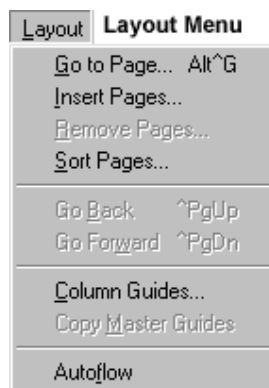 Layout Layout Menu
Go to Page... Alt^G
Insert Pages...
Remove Pages...
Sort Pages...
Go Back ^PgUp
Go Forward ^PgDn
Column Guides...
Copy Master Guides
Autoflow